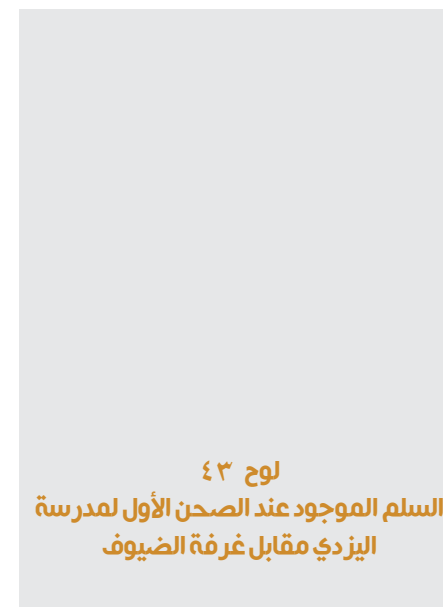 لوح ٤٣
السلم الموجود عند الصحن الأول لمدرسة
اليزدي مقابل غرفة الضيوف